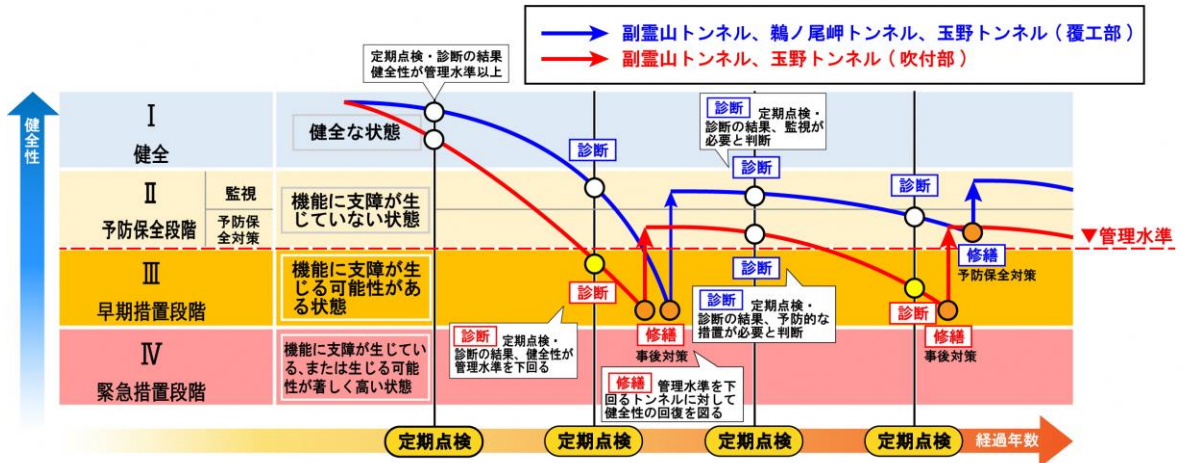 副霊山トンネル、鵜ノ尾岬トンネル、玉野トンネル(覆工部)
副霊山トンネル、玉野トンネル(吹付部)
定期点検・診断の結果
健全性が管理水準以上
健全性
Ⅰ
健全
健全な状態
診断
診断 定期点検・
診断の結果、監視が
必要と判断
診断
診断
Ⅱ
予防保全段階
監視
予防保
全対策
機能に支障が生
じていない状態
▼管理水準
修繕
予防保全対策
Ⅲ
早期措置段階
機能に支障が生
じる可能性があ
る状態
診断
診断
診断 定期点検・
診断の結果、予防的な
措置が必要と判断
診断
診断 定期点検・
診断の結果、健全性が
管理水準を下回る
修繕
事後対策
修繕
事後対策
Ⅳ
緊急措置段階
機能に支障が生じてい
る、または生じる可能
性が著しく高い状態
修繕 管理水準を下
回るトンネルに対して
健全性の回復を図る
定期点検
定期点検
定期点検
定期点検
経過年数